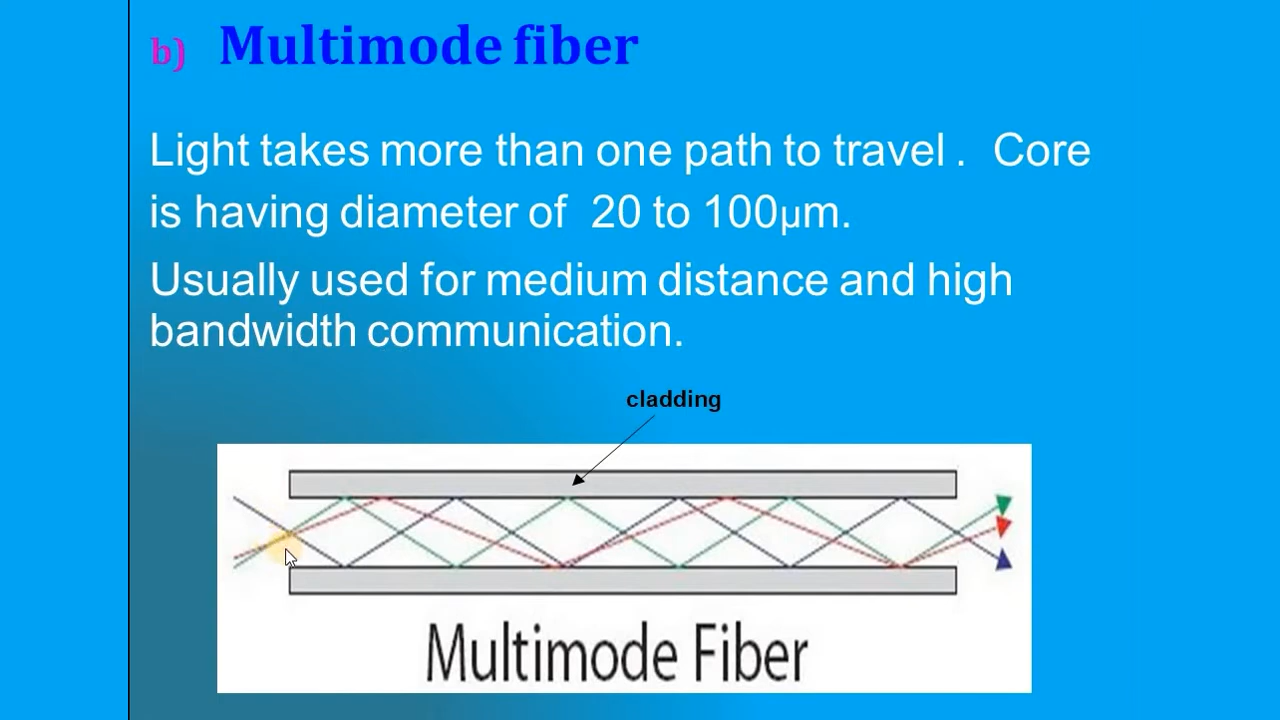 b) Multimode fiber
Light takes more than one path to travel . Core
is having diameter of 20 to 100µm.
Usually used for medium distance and high
bandwidth communication.
cladding
Multimode Fiber